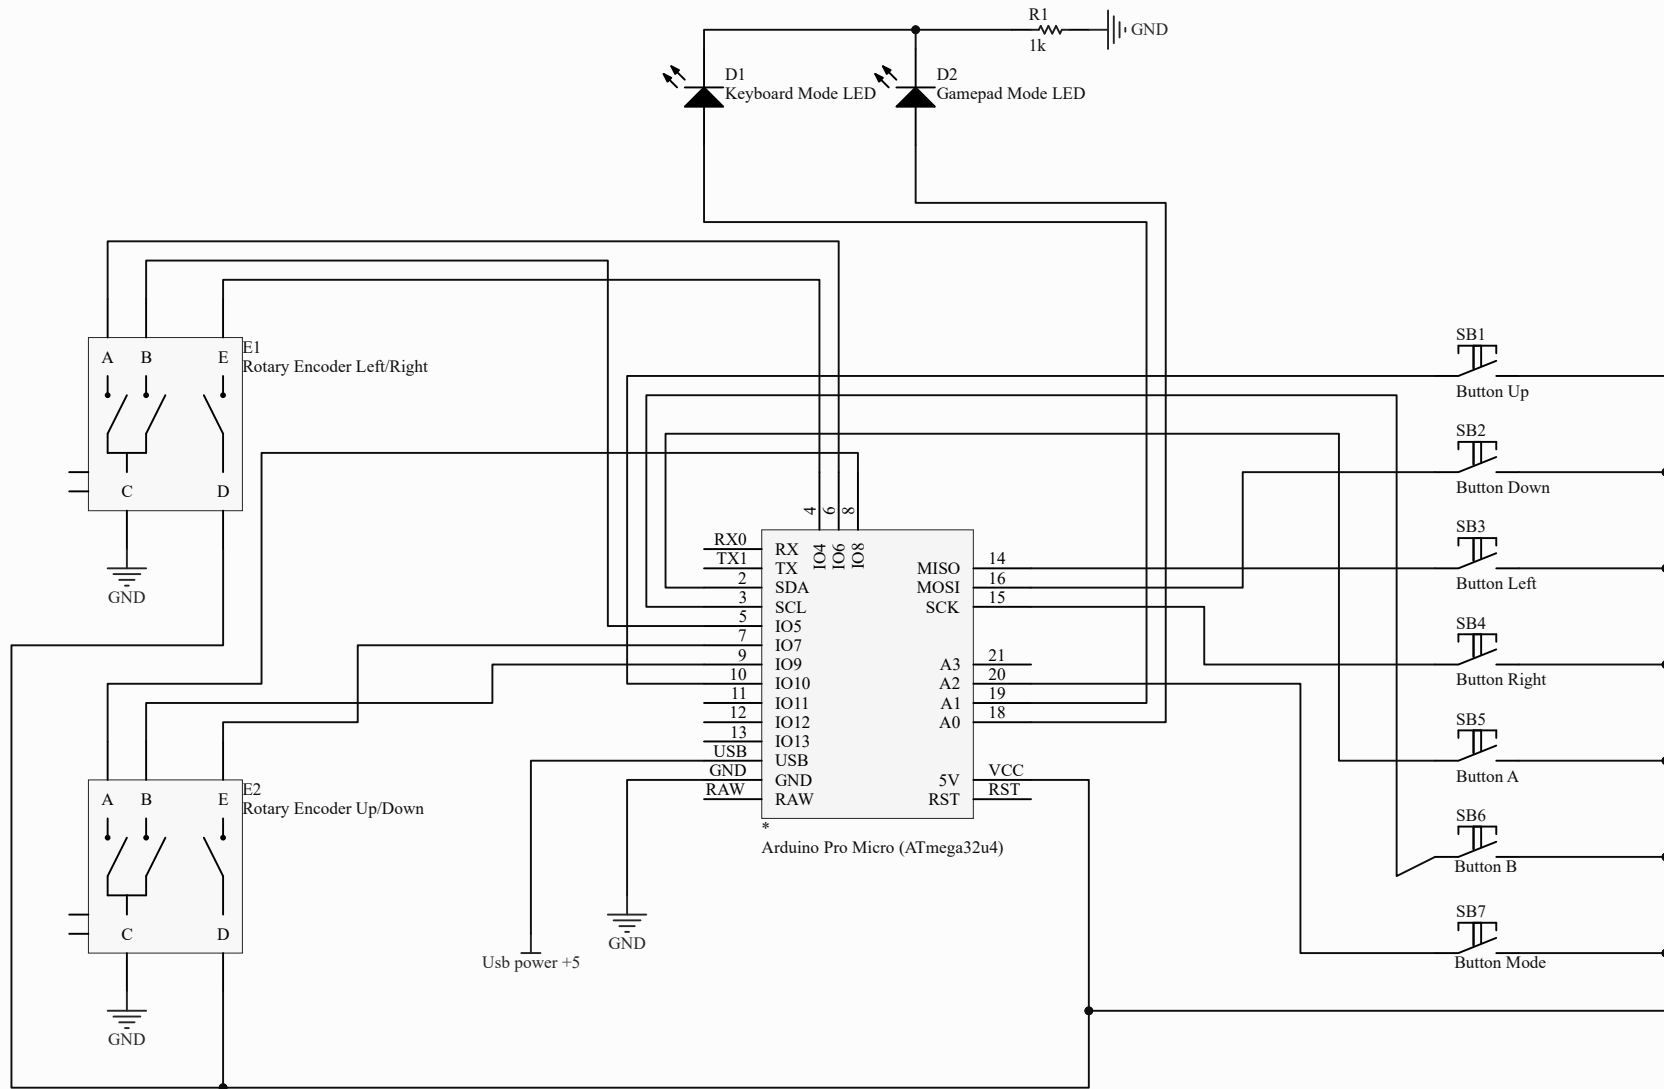 R1
GND
1k
D1
Keyboard Mode LED
D2
Gamepad Mode LED
E1
Rotary Encoder Left/Right
A B E
C D
GND
SB1
Button Up
SB2
Button Down
SB3
Button Left
SB4
Button Right
SB5
Button A
SB6
Button B
SB7
Button Mode
4 6 8
IO4 IO6 IO8
RX0 RX
TX1 TX
2 SDA
3 SCL
5 IO5
7 IO7
9 IO9
10 IO10
11 IO11
12 IO12
13 IO13
USB USB
GND GND
RAW RAW
MISO 14
MOSI 16
SCK 15
A3 21
A2 20
A1 19
A0 18
5V VCC
RST RST
*
Arduino Pro Micro (ATmega32u4)
E2
Rotary Encoder Up/Down
A B E
C D
GND
Usb power +5
GND